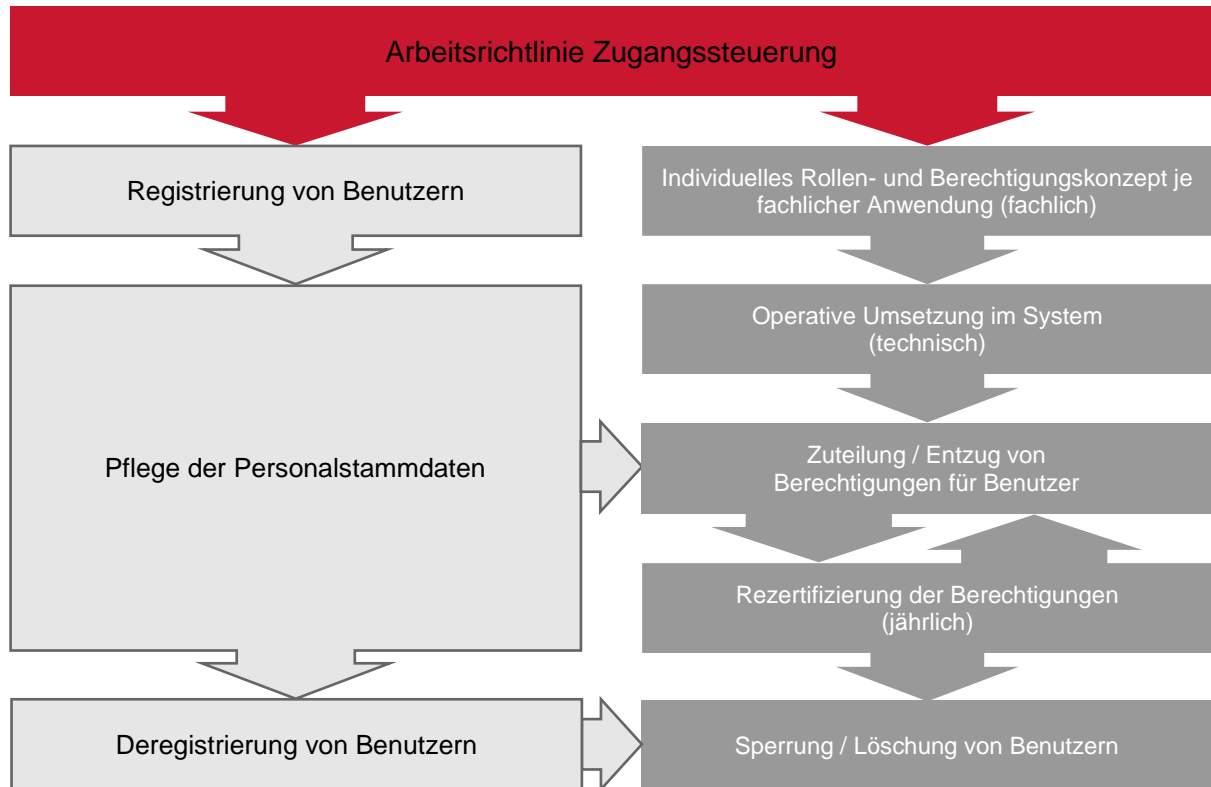 Arbeitsrichtlinie Zugangssteuerung
Registrierung von Benutzern
Individuelles Rollen- und Berechtigungskonzept je
fachlicher Anwendung (fachlich)
Operative Umsetzung im System
(technisch)
Pflege der Personalstammdaten
Zuteilung / Entzug von
Berechtigungen für Benutzer
Rezertifizierung der Berechtigungen
(jährlich)
Deregistrierung von Benutzern
Sperrung / Löschung von Benutzern